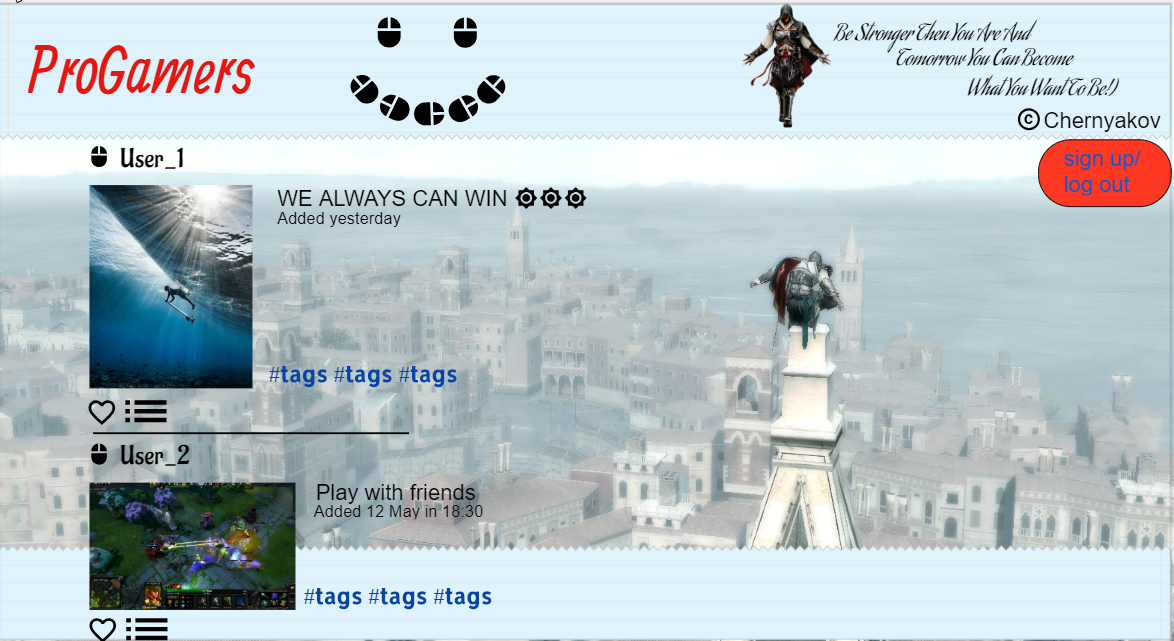 ProGamers
Be Stronger Then You Are And
Tomorrow You Can Become
What You Want To Be!)
© Chernyakov
sign up/
log out
User_1
WE ALWAYS CAN WIN
Added yesterday
#tags #tags #tags
User_2
Play with friends
Added 12 May in 18:30
#tags #tags #tags